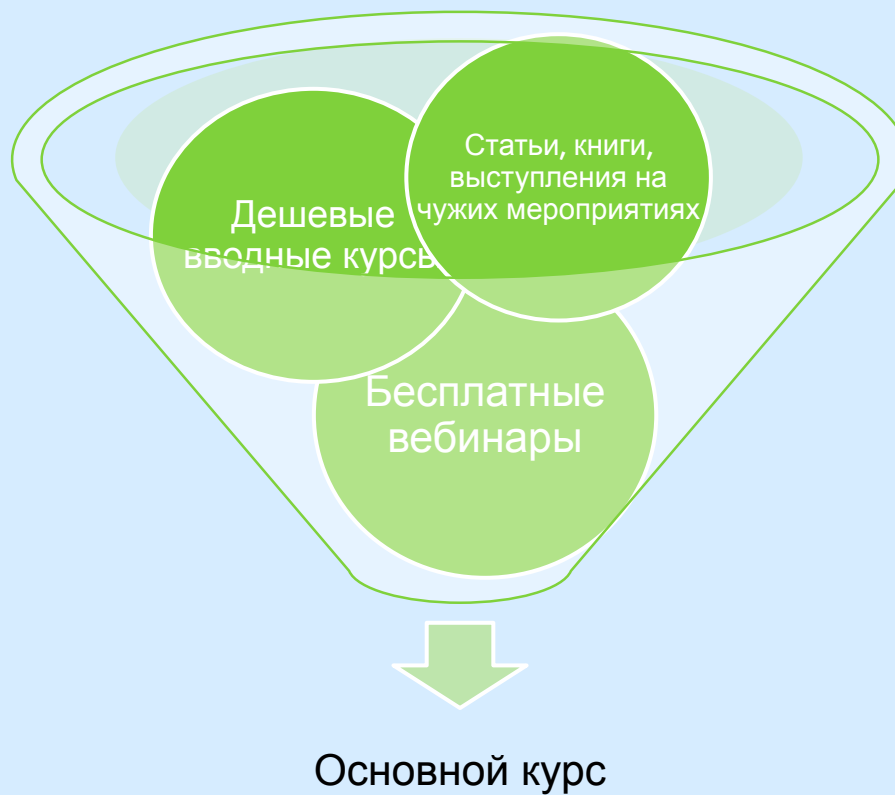 Статьи, книги,
выступления на
чужих мероприятиях
Дешевые
вводные курсы
Бесплатные
вебинары
Основной курс